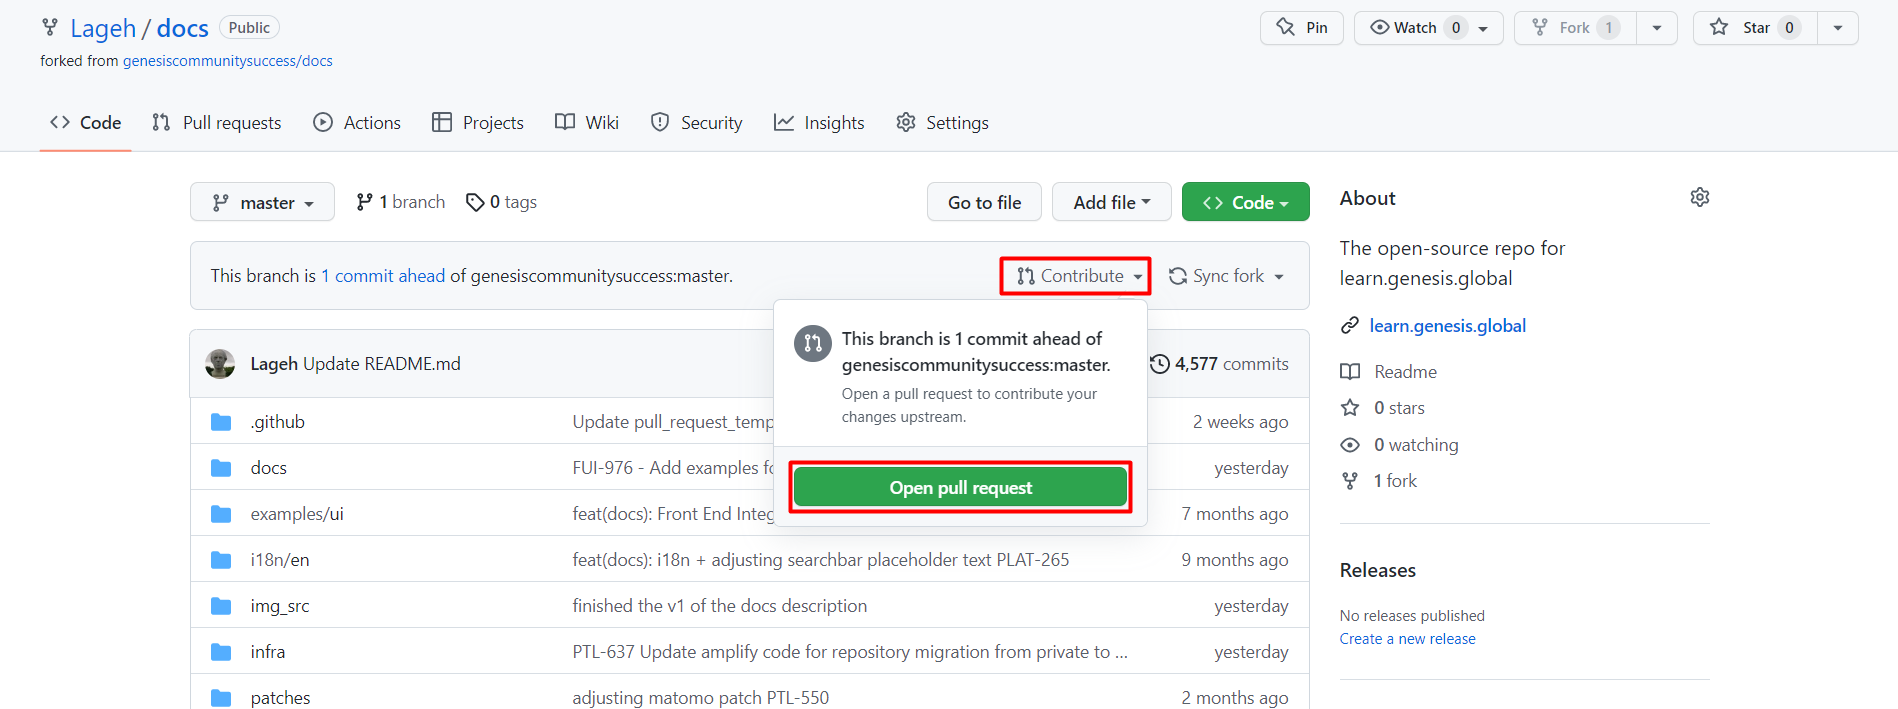 Lageh / docs Public
Pin
Watch 0
Fork 1
Star 0
forked from genesiscommunitysuccess/docs
Code
Pull requests
Actions
Projects
Wiki
Security
Insights
Settings
master
1 branch
0 tags
Go to file
Add file
Code
This branch is 1 commit ahead of genesiscommunitysuccess:master.
Contribute
Sync fork
This branch is 1 commit ahead of
genesiscommunitysuccess:master.
Open a pull request to contribute your
changes upstream.
Open pull request
Lageh Update README.md
4,577 commits
.github
Update pull_request_temp
2 weeks ago
docs
FUI-976 - Add examples fo
yesterday
examples/ui
feat(docs): Front End Integ
7 months ago
i18n/en
feat(docs): i18n + adjusting searchbar placeholder text PLAT-265
9 months ago
img_src
finished the v1 of the docs description
yesterday
infra
PTL-637 Update amplify code for repository migration from private to ...
yesterday
patches
adjusting matomo patch PTL-550
2 months ago
About
The open-source repo for
learn.genesis.global
learn.genesis.global
Readme
0 stars
0 watching
1 fork
Releases
No releases published
Create a new release